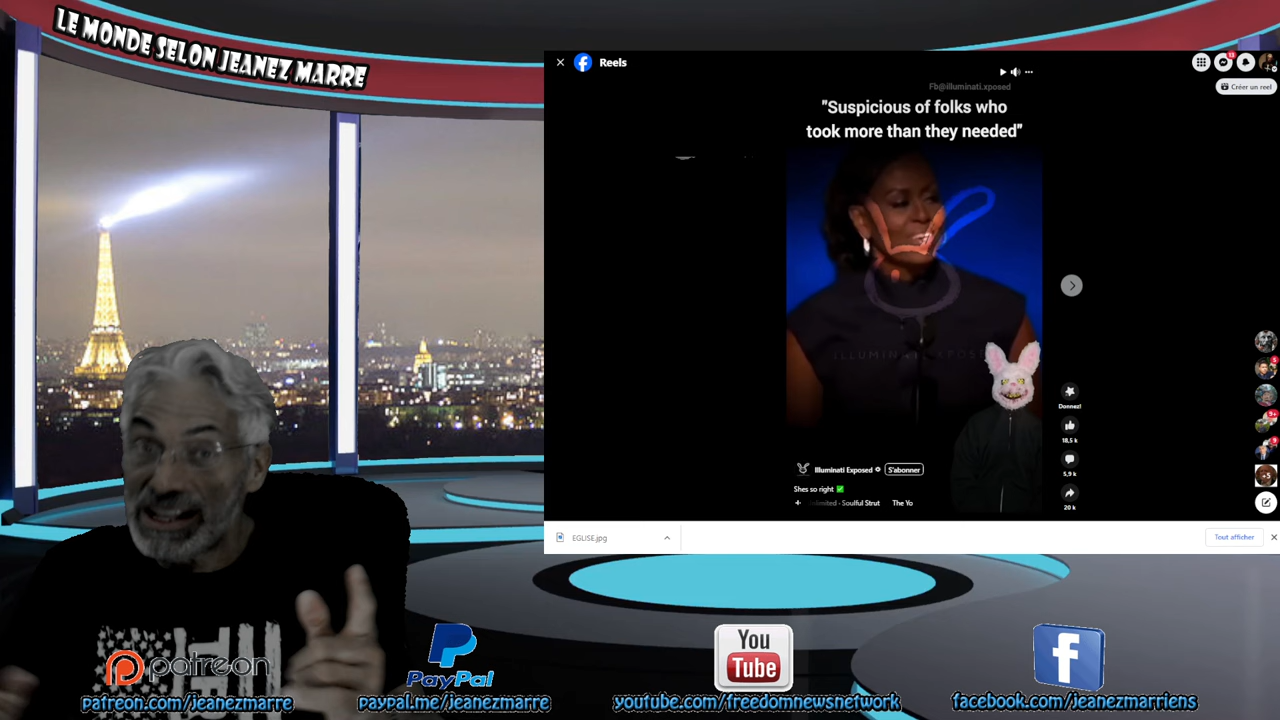 LE MONDE SELON JEANEZ MARRE
Reels
Fb@illuminati.xposed
"Suspicious of folks who
took more than they needed"
Créer un reel
ILLUMINATI EXPOS
Donnez!
18,5 k
5,9 k
20 k
Illuminati Exposed
S'abonner
Shes so right
- Soulful Strut The Yo
EGLISE.jpg
Tout afficher
patreon
PayPal
You
Tube
f
patreon.com/jeanezmarre
paypal.me/jeanezmarre
youtube.com/freedomnewsnetwork
facebook.com/jeanezmarriens